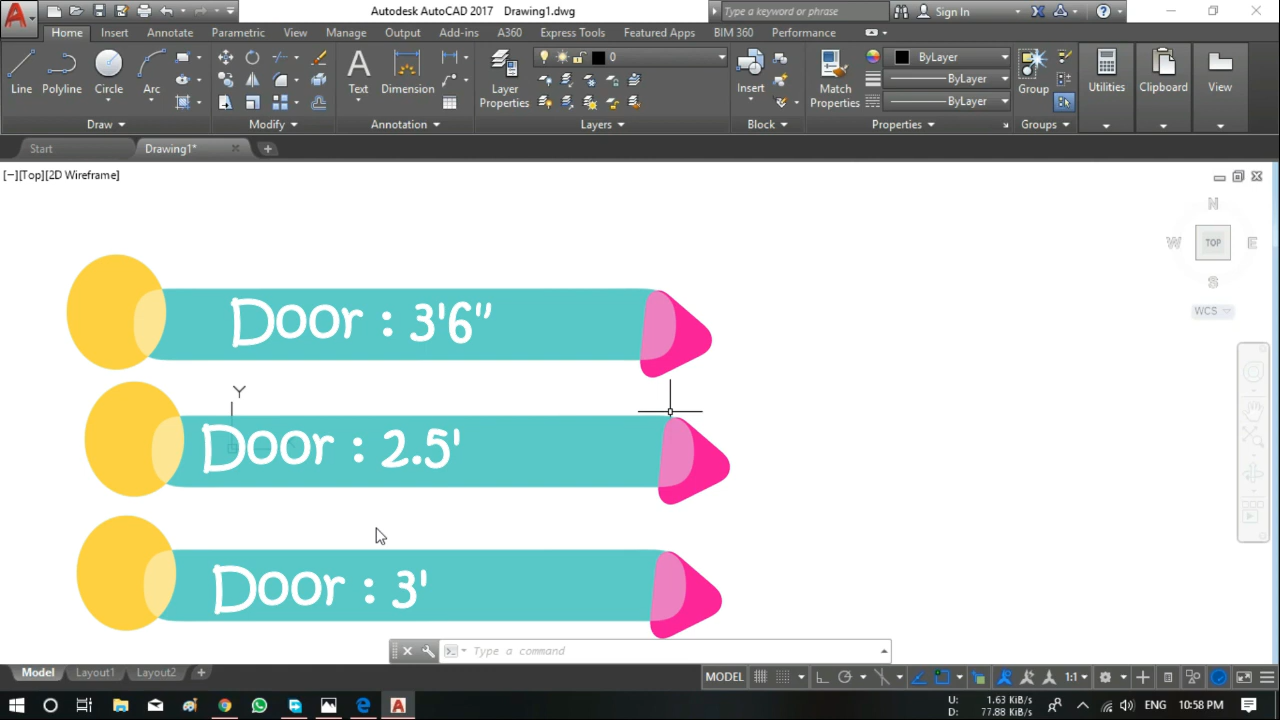 Autodesk AutoCAD 2017 Drawing1.dwg
Type a keyword or phrase
Sign In
Home Insert Annotate Parametric View Manage Output Add-ins A360 Express Tools Featured Apps BIM 360 Performance
Line Polyline Circle Arc
Text Dimension
Layer Properties
0
Insert
Match Properties
ByLayer
ByLayer
ByLayer
Group
Utilities Clipboard View
Draw Modify Annotation Layers Block Properties Groups
Start Drawing1*
[−][Top][2D Wireframe]
N
W TOP E
S
WCS
Door : 3'6"
Y
Door : 2.5'
Door : 3'
Type a command
Model Layout1 Layout2
MODEL 1:1
U: 1.63 KiB/s
D: 77.88 KiB/s
ENG 10:58 PM